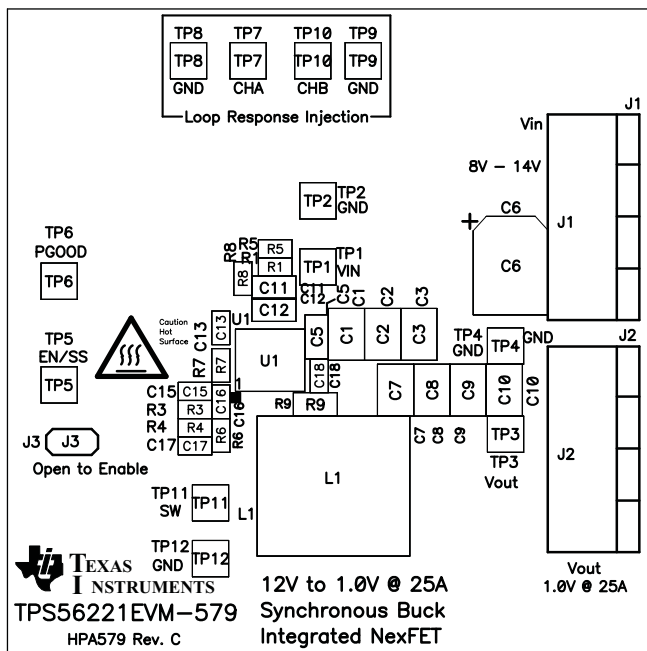 TP8 TP7 TP10 TP9
TP8 TP7 TP10 TP9
GND CHA CHB GND
Loop Response Injection
J1
Vin
8V - 14V
C6
+
J1
C6
TP2
TP2
GND
TP6
PGOOD
TP6
R5
R5
R8
R1
R1
R8
TP1
TP1
VIN
C11
C11
C12
C12
C5
C1
C2
C3
TP5
EN/SS
TP5
Caution
Hot
Surface
C13
C13
U1
U1
C5
C1
C2
C3
TP4
GND
TP4
GND
J2
R7
R7
C18
C18
C15
C15
C16
1
C16
R3
R3
R9
R9
C7
C8
C9
C10
C10
R4
R4
R6
R6
C17
C17
J3
J3
Open to Enable
C7
C8
C9
TP3
TP3
Vout
J2
L1
L1
TP11
SW
TP11
TP12
GND
TP12
TEXAS
INSTRUMENTS
TPS56221EVM-579
HPA579 Rev. C
12V to 1.0V @ 25A
Synchronous Buck
Integrated NexFET
Vout
1.0V @ 25A